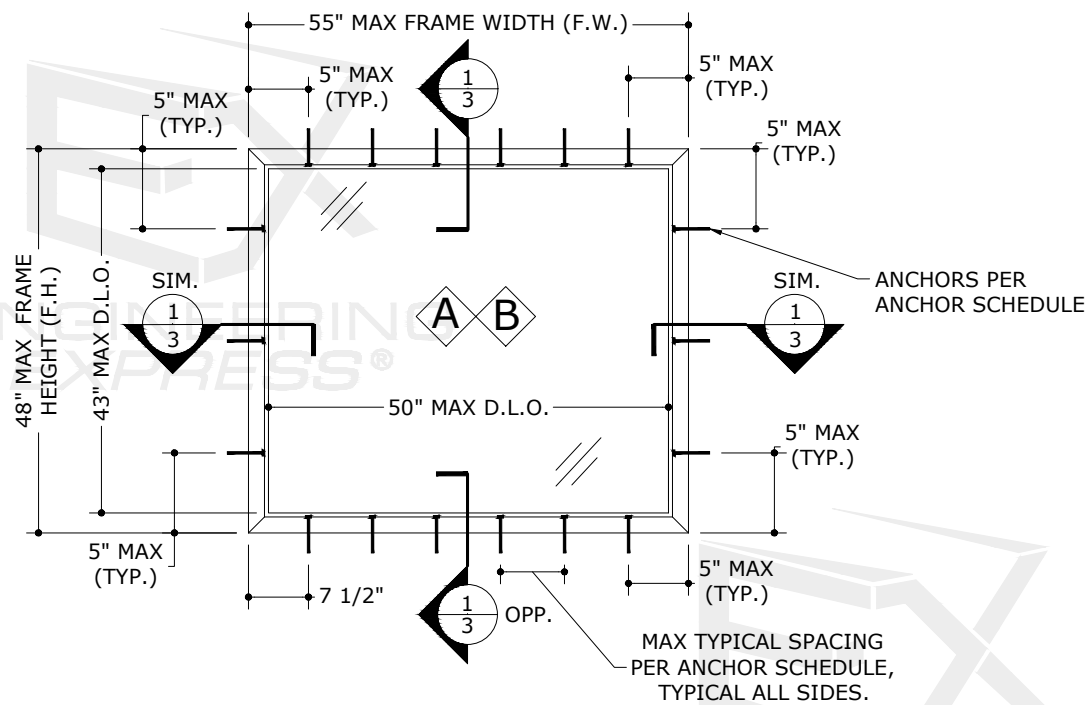 55" MAX FRAME WIDTH (F.W.)
5" MAX
(TYP.)
1
3
5" MAX
(TYP.)
5" MAX
(TYP.)
5" MAX
(TYP.)
48" MAX FRAME
HEIGHT (F.H.)
43" MAX D.L.O.
SIM.
1
3
A B
SIM.
1
3
ANCHORS PER
ANCHOR SCHEDULE
ENGINEERING
EXPRESS®
50" MAX D.L.O.
5" MAX
(TYP.)
5" MAX
(TYP.)
7 1/2"
1
3
OPP.
5" MAX
(TYP.)
MAX TYPICAL SPACING
PER ANCHOR SCHEDULE,
TYPICAL ALL SIDES.
EX
EX